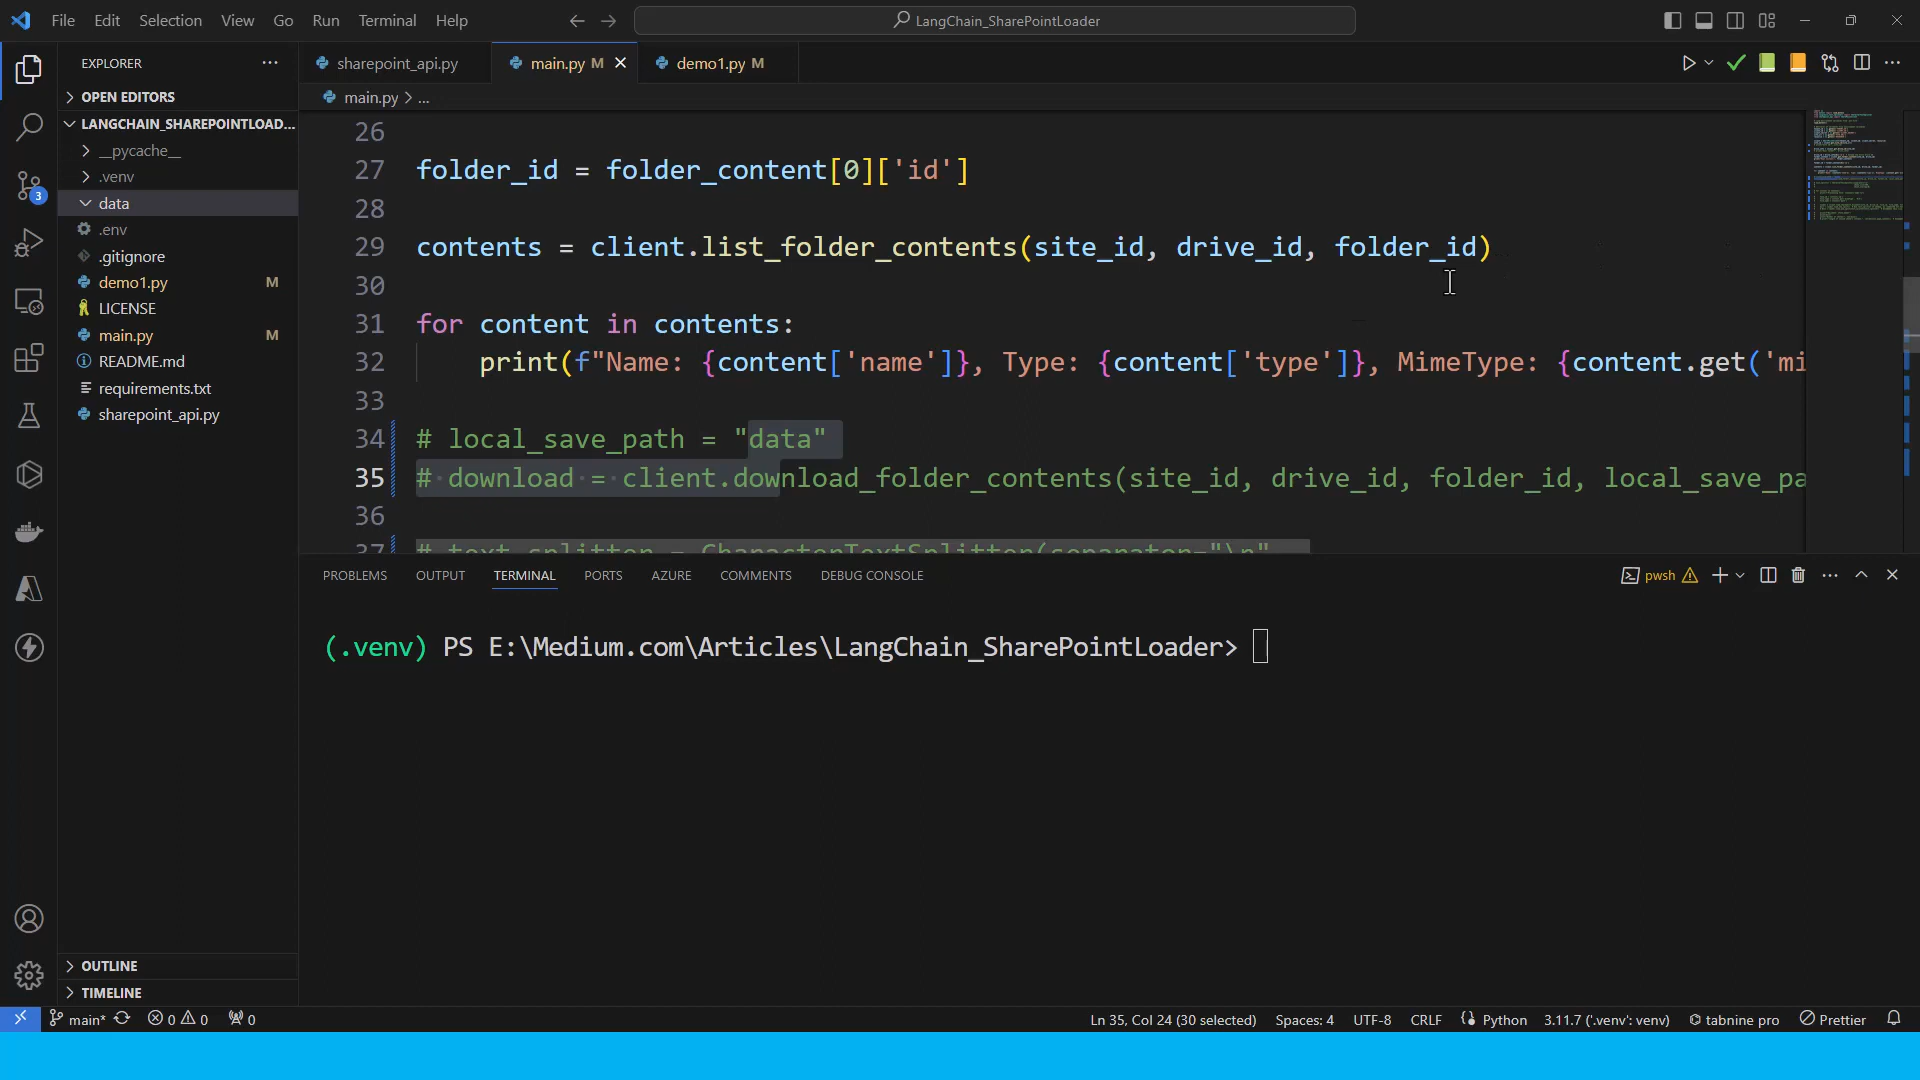 File Edit Selection View Go Run Terminal Help
LangChain_SharePointLoader
EXPLORER
sharepoint_api.py
main.py M
demo1.py M
OPEN EDITORS
main.py > ...
LANGCHAIN_SHAREPOINTLOAD...
__pycache__
.venv
data
.env
.gitignore
demo1.py M
LICENSE
main.py M
README.md
requirements.txt
sharepoint_api.py
26
27 folder_id = folder_content[0]['id']
28
29 contents = client.list_folder_contents(site_id, drive_id, folder_id)
30
31 for content in contents:
32 print(f"Name: {content['name']}, Type: {content['type']}, MimeType: {content.get('mi
33
34 # local_save_path = "data"
35 # download = client.download_folder_contents(site_id, drive_id, folder_id, local_save_pa
36
37 # text_splitter = CharacterTextSplitter(separator="\n"
PROBLEMS OUTPUT TERMINAL PORTS AZURE COMMENTS DEBUG CONSOLE
pwsh
(.venv) PS E:\Medium.com\Articles\LangChain_SharePointLoader>
3
OUTLINE
TIMELINE
main* 0 0 0
Ln 35, Col 24 (30 selected) Spaces: 4 UTF-8 CRLF Python 3.11.7 ('.venv': venv) tabnine pro Prettier